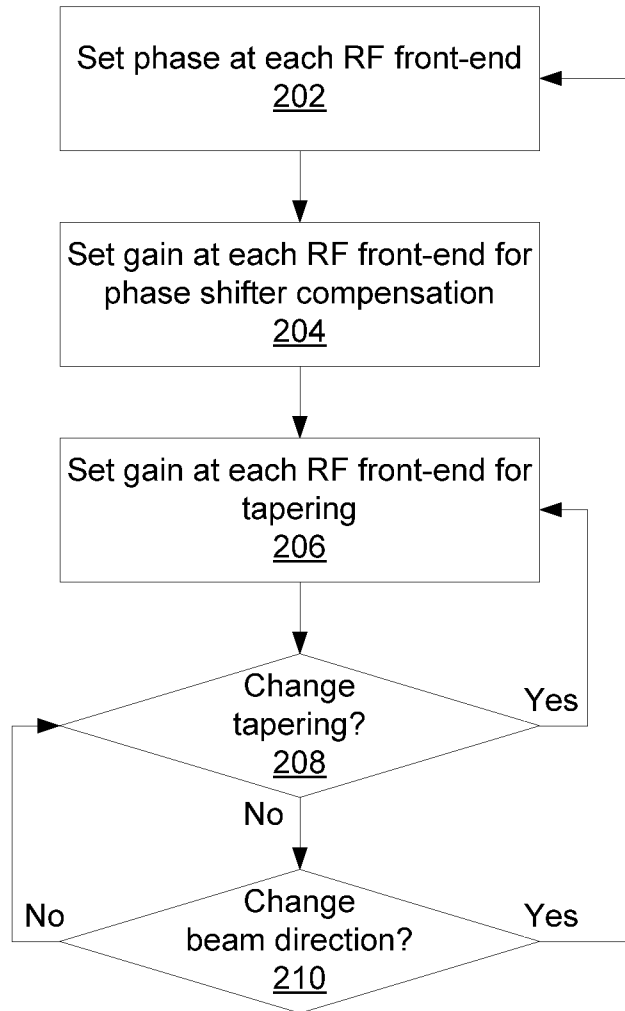 Set phase at each RF front-end
202
Set gain at each RF front-end for
phase shifter compensation
204
Set gain at each RF front-end for
tapering
206
Change
tapering?
208
Yes
No
Change
beam direction?
210
No
Yes